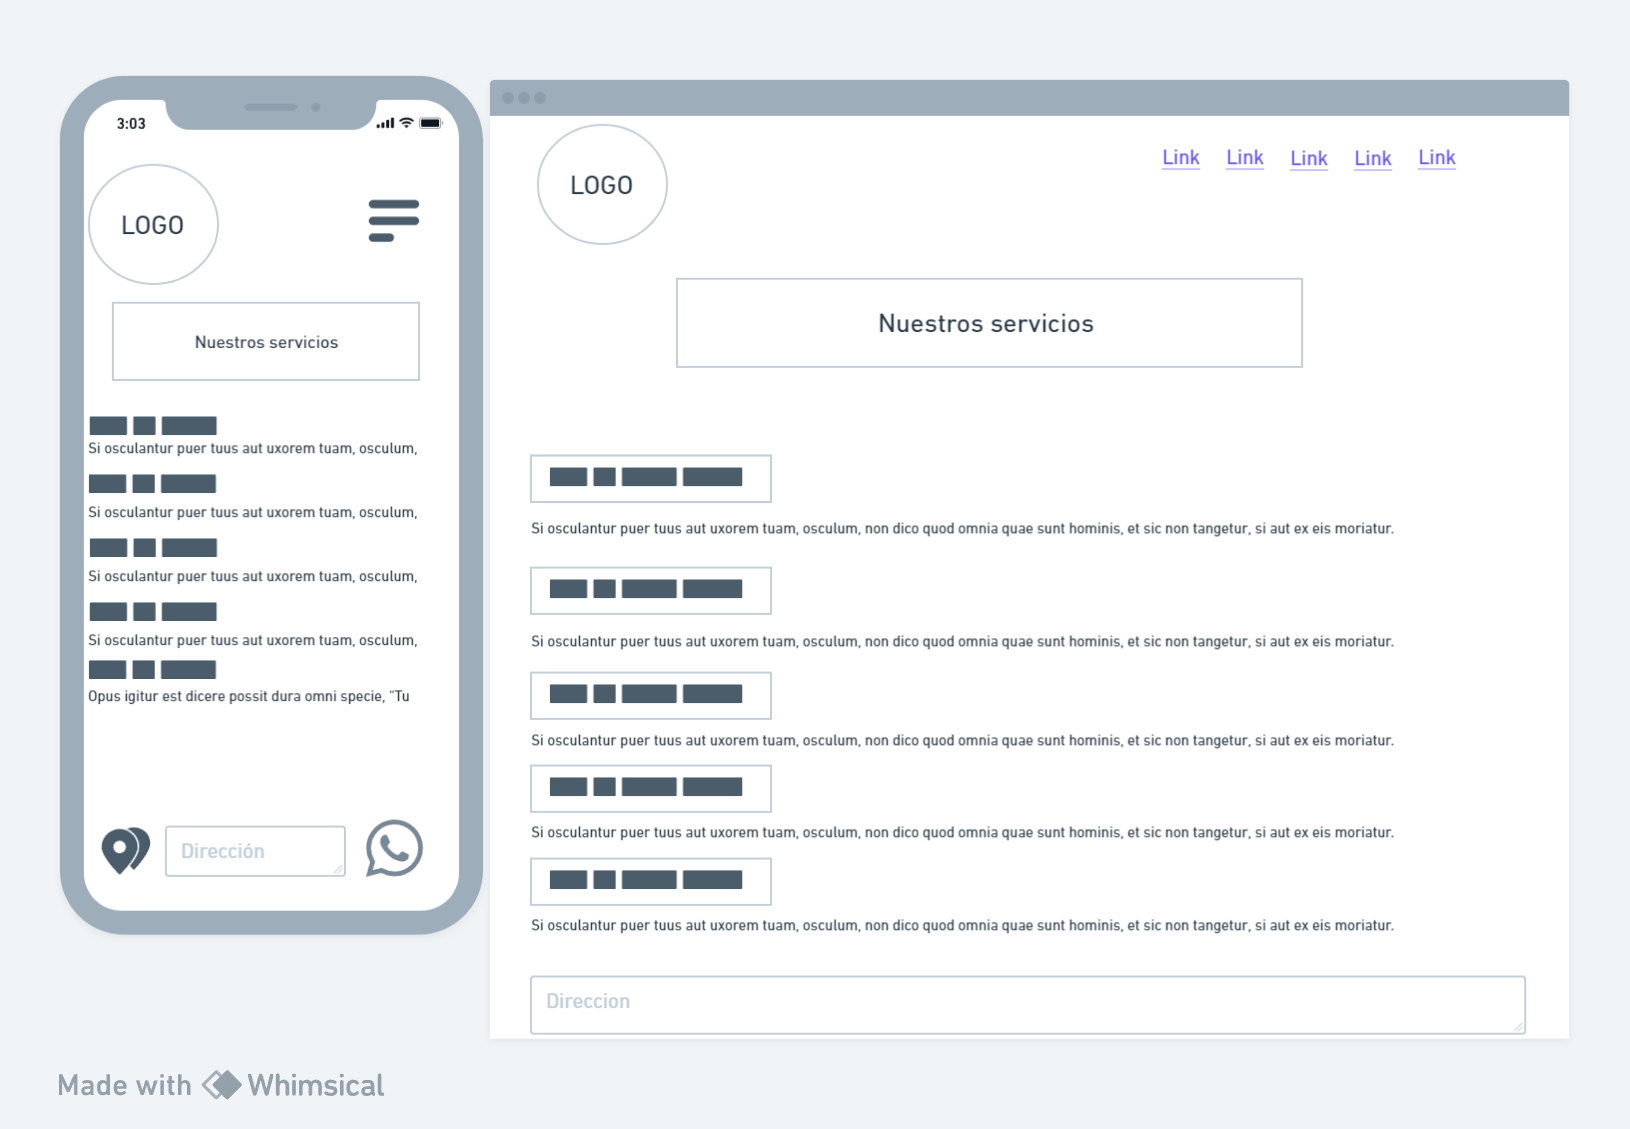 3:03
LOGO
Nuestros servicios
Si osculantur puer tuus aut uxorem tuam, osculum,
Si osculantur puer tuus aut uxorem tuam, osculum,
Si osculantur puer tuus aut uxorem tuam, osculum,
Si osculantur puer tuus aut uxorem tuam, osculum,
Opus igitur est dicere possit dura omni specie, "Tu
Dirección
LOGO
Link Link Link Link Link
Nuestros servicios
Si osculantur puer tuus aut uxorem tuam, osculum, non dico quod omnia quae sunt hominis, et sic non tangetur, si aut ex eis moriatur.
Si osculantur puer tuus aut uxorem tuam, osculum, non dico quod omnia quae sunt hominis, et sic non tangetur, si aut ex eis moriatur.
Si osculantur puer tuus aut uxorem tuam, osculum, non dico quod omnia quae sunt hominis, et sic non tangetur, si aut ex eis moriatur.
Si osculantur puer tuus aut uxorem tuam, osculum, non dico quod omnia quae sunt hominis, et sic non tangetur, si aut ex eis moriatur.
Si osculantur puer tuus aut uxorem tuam, osculum, non dico quod omnia quae sunt hominis, et sic non tangetur, si aut ex eis moriatur.
Direccion
Made with Whimsical